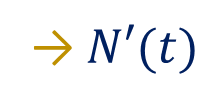 → N′(t)